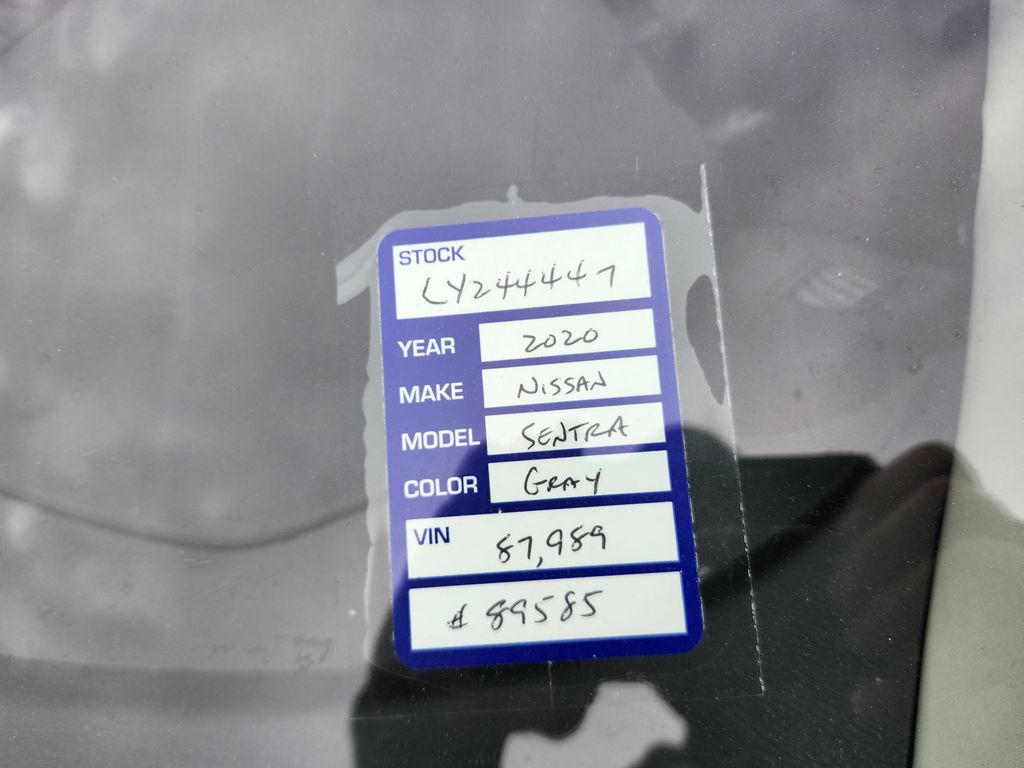 STOCK
LY244447
YEAR 2020
MAKE NISSAN
MODEL SENTRA
COLOR GRAY
VIN 87,989
# 89585